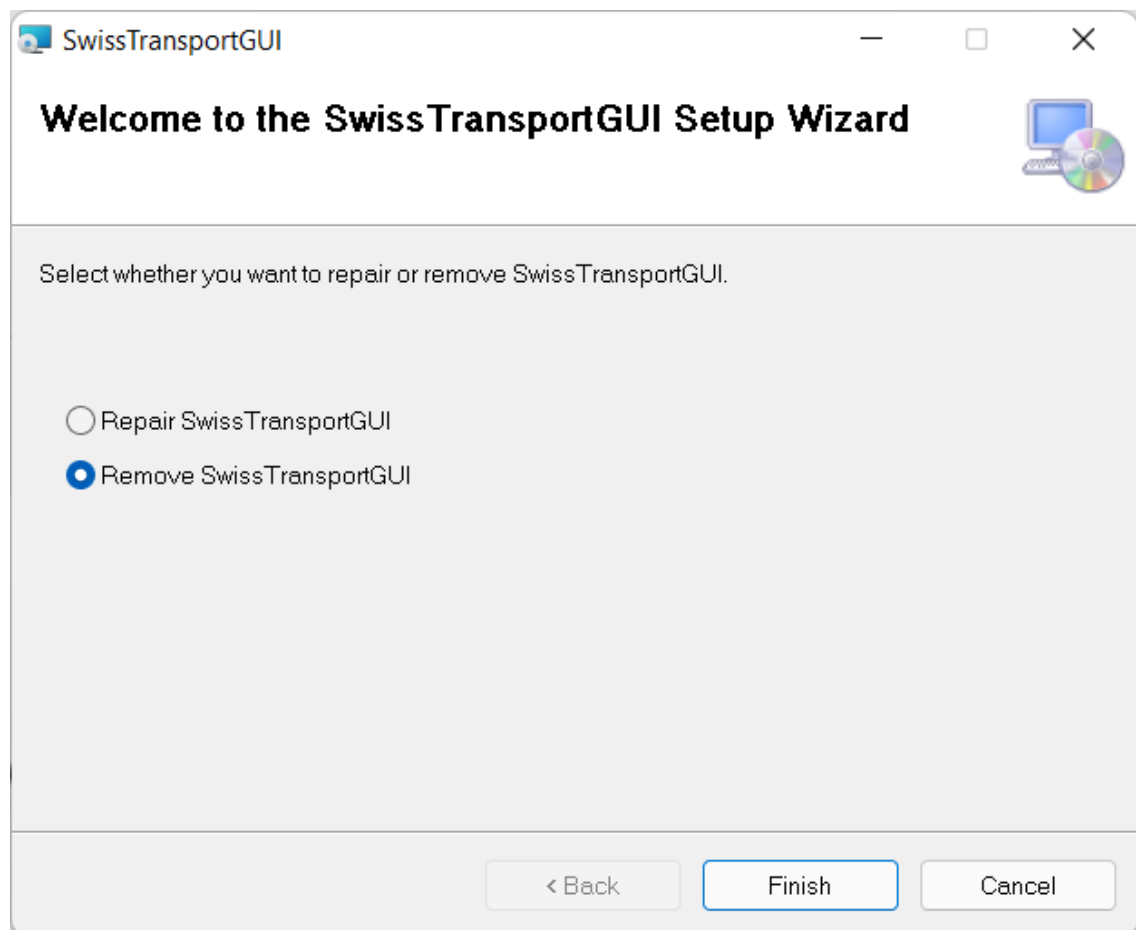 SwissTransportGUI
Welcome to the SwissTransportGUI Setup Wizard
Select whether you want to repair or remove SwissTransportGUI.
Repair SwissTransportGUI
Remove SwissTransportGUI
< Back
Finish
Cancel